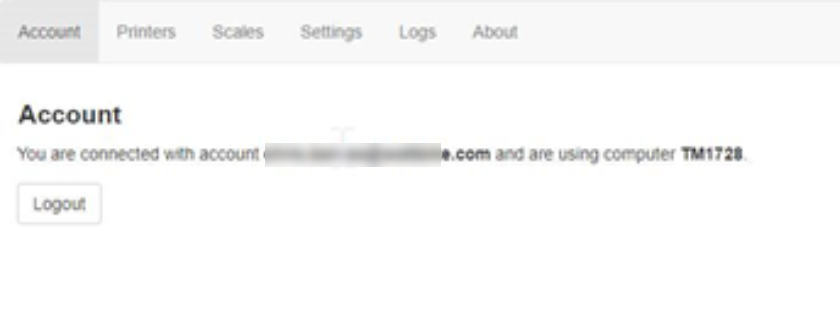 Account Printers Scales Settings Logs About
Account
You are connected with account e.com and are using computer TM1728.
Logout